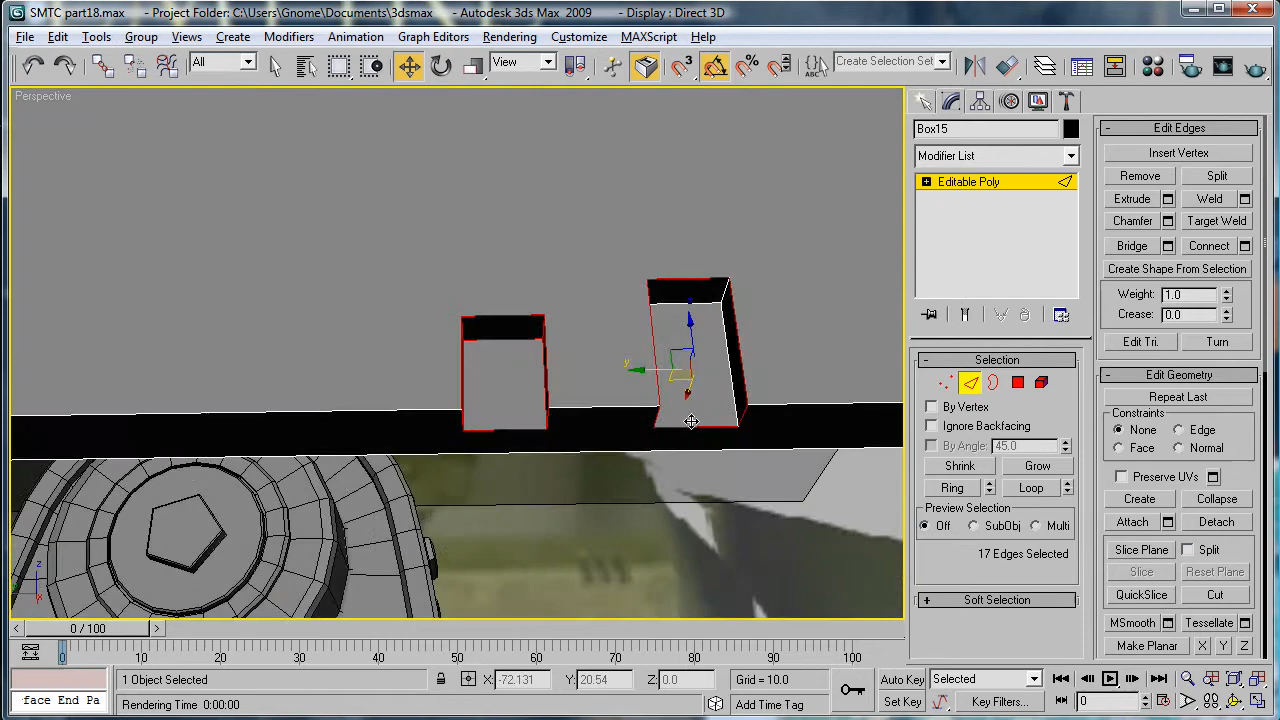 SMTC part18.max - Project Folder: C:\Users\Gnome\Documents\3dsmax - Autodesk 3ds Max 2009 - Display : Direct 3D
File Edit Tools Group Views Create Modifiers Animation Graph Editors Rendering Customize MAXScript Help
All View 3 Create Selection Set
Perspective
Box15
Modifier List
Editable Poly
Selection
By Vertex
Ignore Backfacing
By Angle: 45.0
Shrink Grow
Ring Loop
Preview Selection
Off SubObj Multi
17 Edges Selected
Soft Selection
Edit Edges
Insert Vertex
Remove Split
Extrude Weld
Chamfer Target Weld
Bridge Connect
Create Shape From Selection
Weight: 1.0
Crease: 0.0
Edit Tri. Turn
Edit Geometry
Repeat Last
Constraints
None Edge
Face Normal
Preserve UVs
Create Collapse
Attach Detach
Slice Plane Split
Slice Reset Plane
QuickSlice Cut
MSmooth Tessellate
Make Planar X Y Z
y
z
x
0 / 100
0 10 20 30 40 50 60 70 80 90 100
1 Object Selected X: -72.131 Y: 20.54 Z: 0.0 Grid = 10.0 Auto Key Selected
face End Pa Rendering Time 0:00:00 Add Time Tag Set Key Key Filters... 0